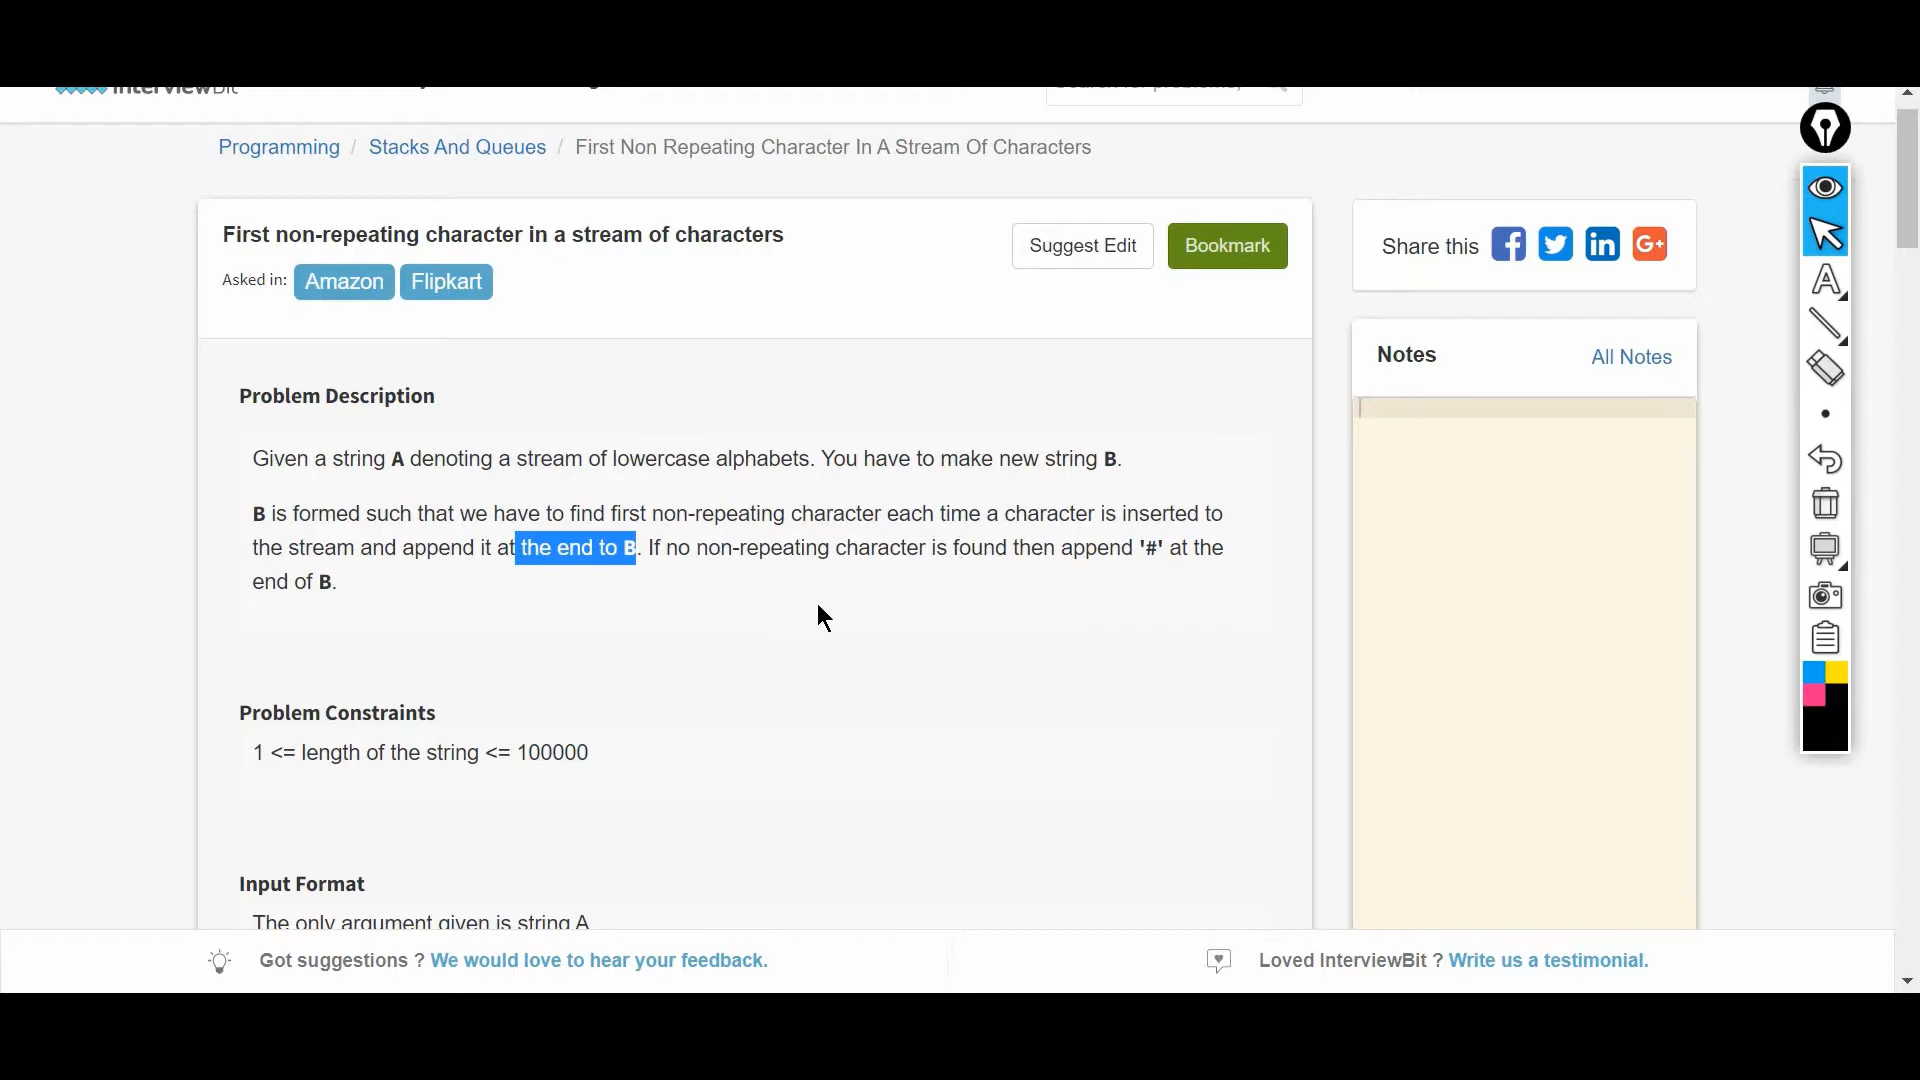 InterviewBit
Programming / Stacks And Queues / First Non Repeating Character In A Stream Of Characters
First non-repeating character in a stream of characters
Suggest Edit
Bookmark
Asked in: Amazon Flipkart
Share this
Notes
All Notes
Problem Description
Given a string A denoting a stream of lowercase alphabets. You have to make new string B.
B is formed such that we have to find first non-repeating character each time a character is inserted to
the stream and append it at the end to B. If no non-repeating character is found then append '#' at the
end of B.
Problem Constraints
1 <= length of the string <= 100000
Input Format
The only argument given is string A
Got suggestions ? We would love to hear your feedback.
Loved InterviewBit ? Write us a testimonial.